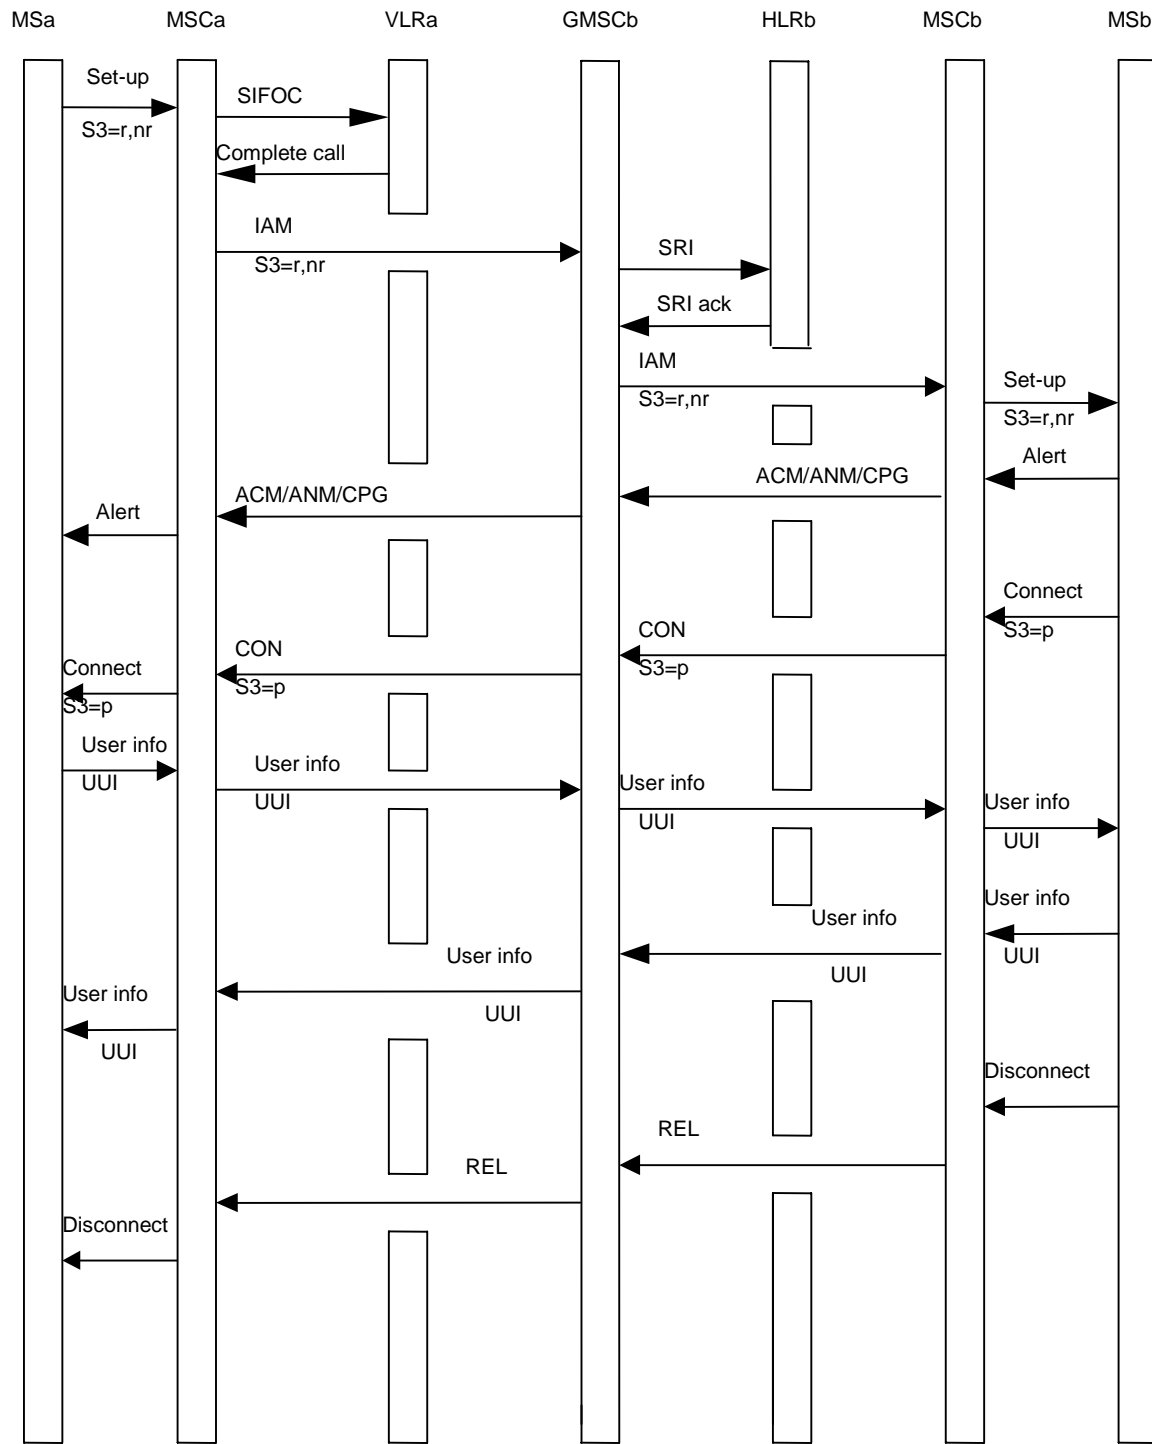 MSa MSCa VLRa GMSCb HLRb MSCb MSb
Set-up
S3=r,nr
SIFOC
Complete call
IAM
S3=r,nr
SRI
SRI ack
IAM
S3=r,nr
Set-up
S3=r,nr
Alert
ACM/ANM/CPG
ACM/ANM/CPG
Alert
Connect
S3=p
CON
S3=p
CON
S3=p
Connect
S3=p
User info
UUI
User info
UUI
User info
UUI
User info
UUI
User info
UUI
User info
UUI
User info
UUI
User info
UUI
Disconnect
REL
REL
Disconnect